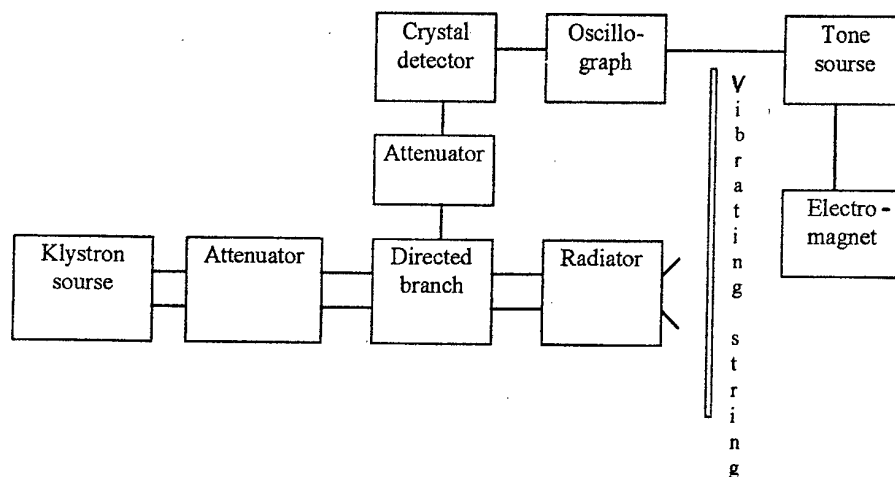 Crystal
detector
Oscillo-
graph
Tone
sourse
Attenuator
Electro-
magnet
Klystron
sourse
Attenuator
Directed
branch
Radiator
Vibrating string